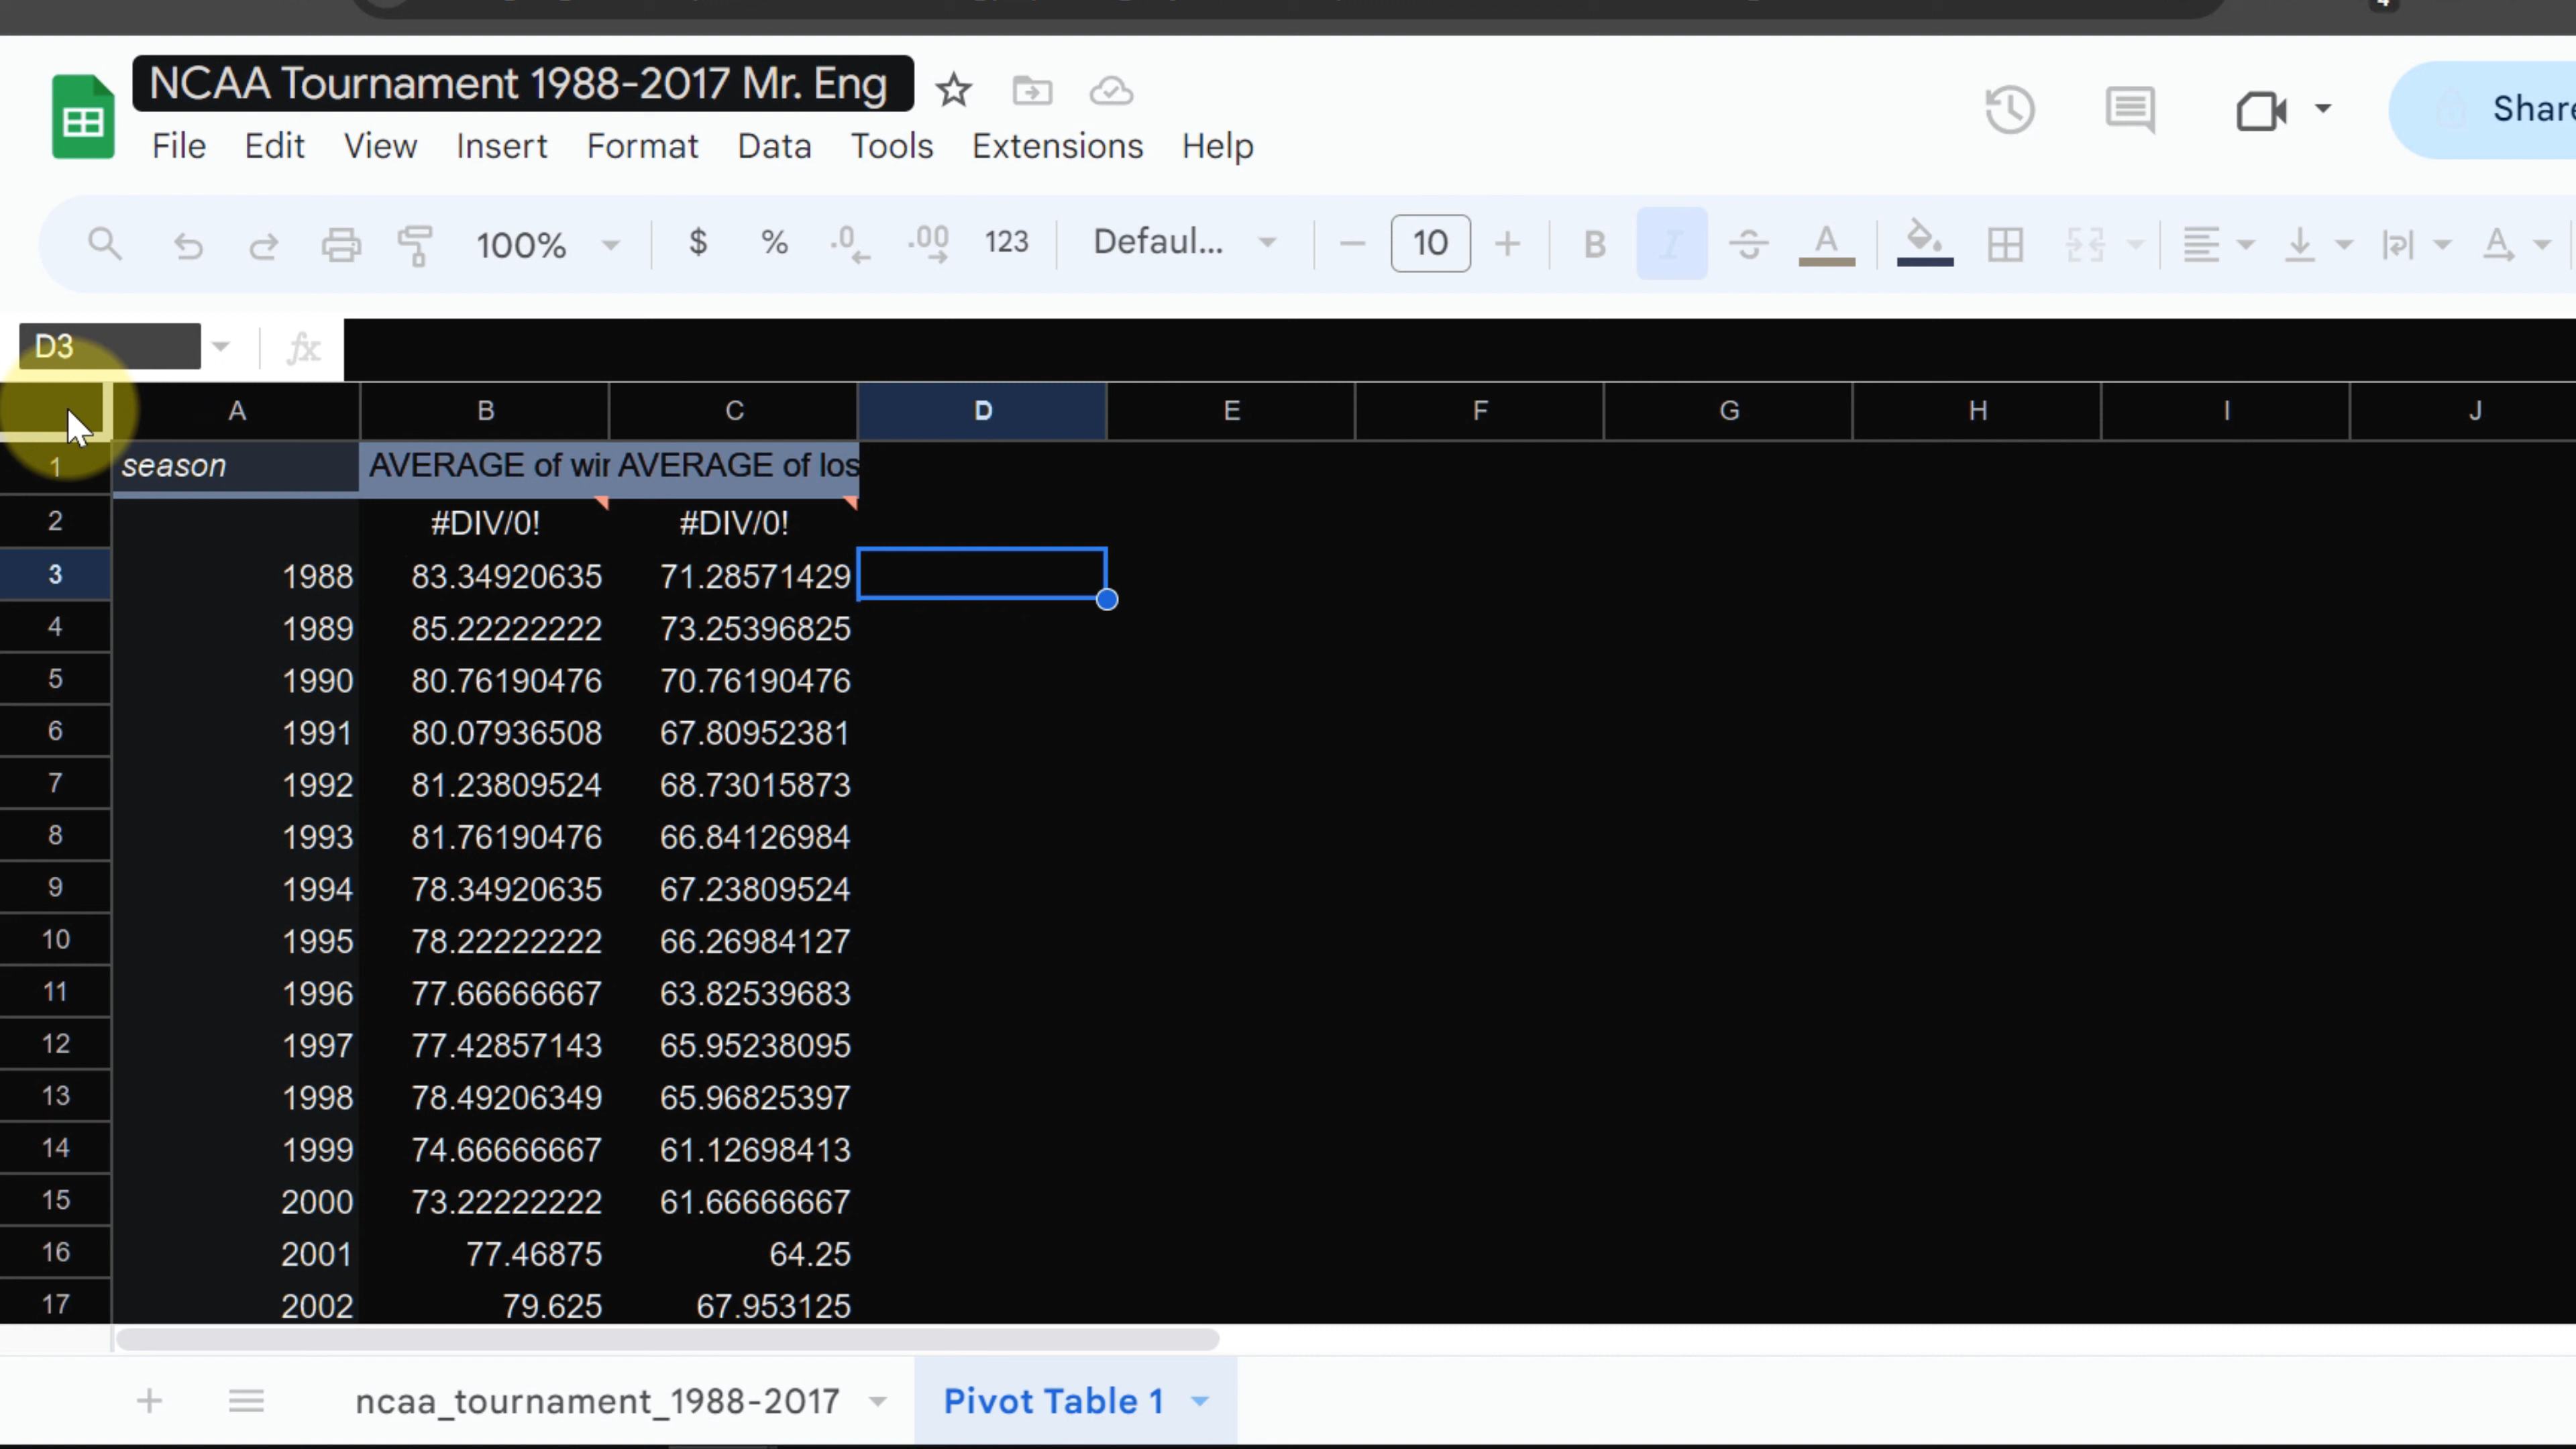 NCAA Tournament 1988-2017 Mr. Eng
File Edit View Insert Format Data Tools Extensions Help
100% $ % .0 .00 123 Defaul... 10 B I A A
D3 fx
A B C D E F G H I J
1 season AVERAGE of wir AVERAGE of los
2 #DIV/0! #DIV/0!
3 1988 83.34920635 71.28571429
4 1989 85.22222222 73.25396825
5 1990 80.76190476 70.76190476
6 1991 80.07936508 67.80952381
7 1992 81.23809524 68.73015873
8 1993 81.76190476 66.84126984
9 1994 78.34920635 67.23809524
10 1995 78.22222222 66.26984127
11 1996 77.66666667 63.82539683
12 1997 77.42857143 65.95238095
13 1998 78.49206349 65.96825397
14 1999 74.66666667 61.12698413
15 2000 73.22222222 61.66666667
16 2001 77.46875 64.25
17 2002 79.625 67.953125
ncaa_tournament_1988-2017 Pivot Table 1